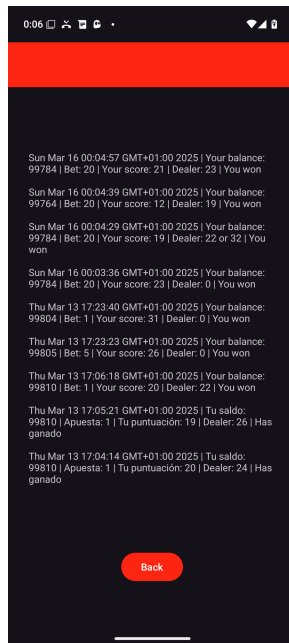 0:06
Sun Mar 16 00:04:57 GMT+01:00 2025 | Your balance:
99784 | Bet: 20 | Your score: 21 | Dealer: 23 | You won
Sun Mar 16 00:04:39 GMT+01:00 2025 | Your balance:
99764 | Bet: 20 | Your score: 12 | Dealer: 19 | You won
Sun Mar 16 00:04:29 GMT+01:00 2025 | Your balance:
99784 | Bet: 20 | Your score: 19 | Dealer: 22 or 32 | You
won
Sun Mar 16 00:03:36 GMT+01:00 2025 | Your balance:
99784 | Bet: 20 | Your score: 23 | Dealer: 0 | You won
Thu Mar 13 17:23:40 GMT+01:00 2025 | Your balance:
99804 | Bet: 1 | Your score: 31 | Dealer: 0 | You won
Thu Mar 13 17:23:23 GMT+01:00 2025 | Your balance:
99805 | Bet: 5 | Your score: 26 | Dealer: 0 | You won
Thu Mar 13 17:06:18 GMT+01:00 2025 | Your balance:
99810 | Bet: 1 | Your score: 20 | Dealer: 22 | You won
Thu Mar 13 17:05:21 GMT+01:00 2025 | Tu saldo:
99810 | Apuesta: 1 | Tu puntuación: 19 | Dealer: 26 | Has
ganado
Thu Mar 13 17:04:14 GMT+01:00 2025 | Tu saldo:
99810 | Apuesta: 1 | Tu puntuación: 20 | Dealer: 24 | Has
ganado
Back